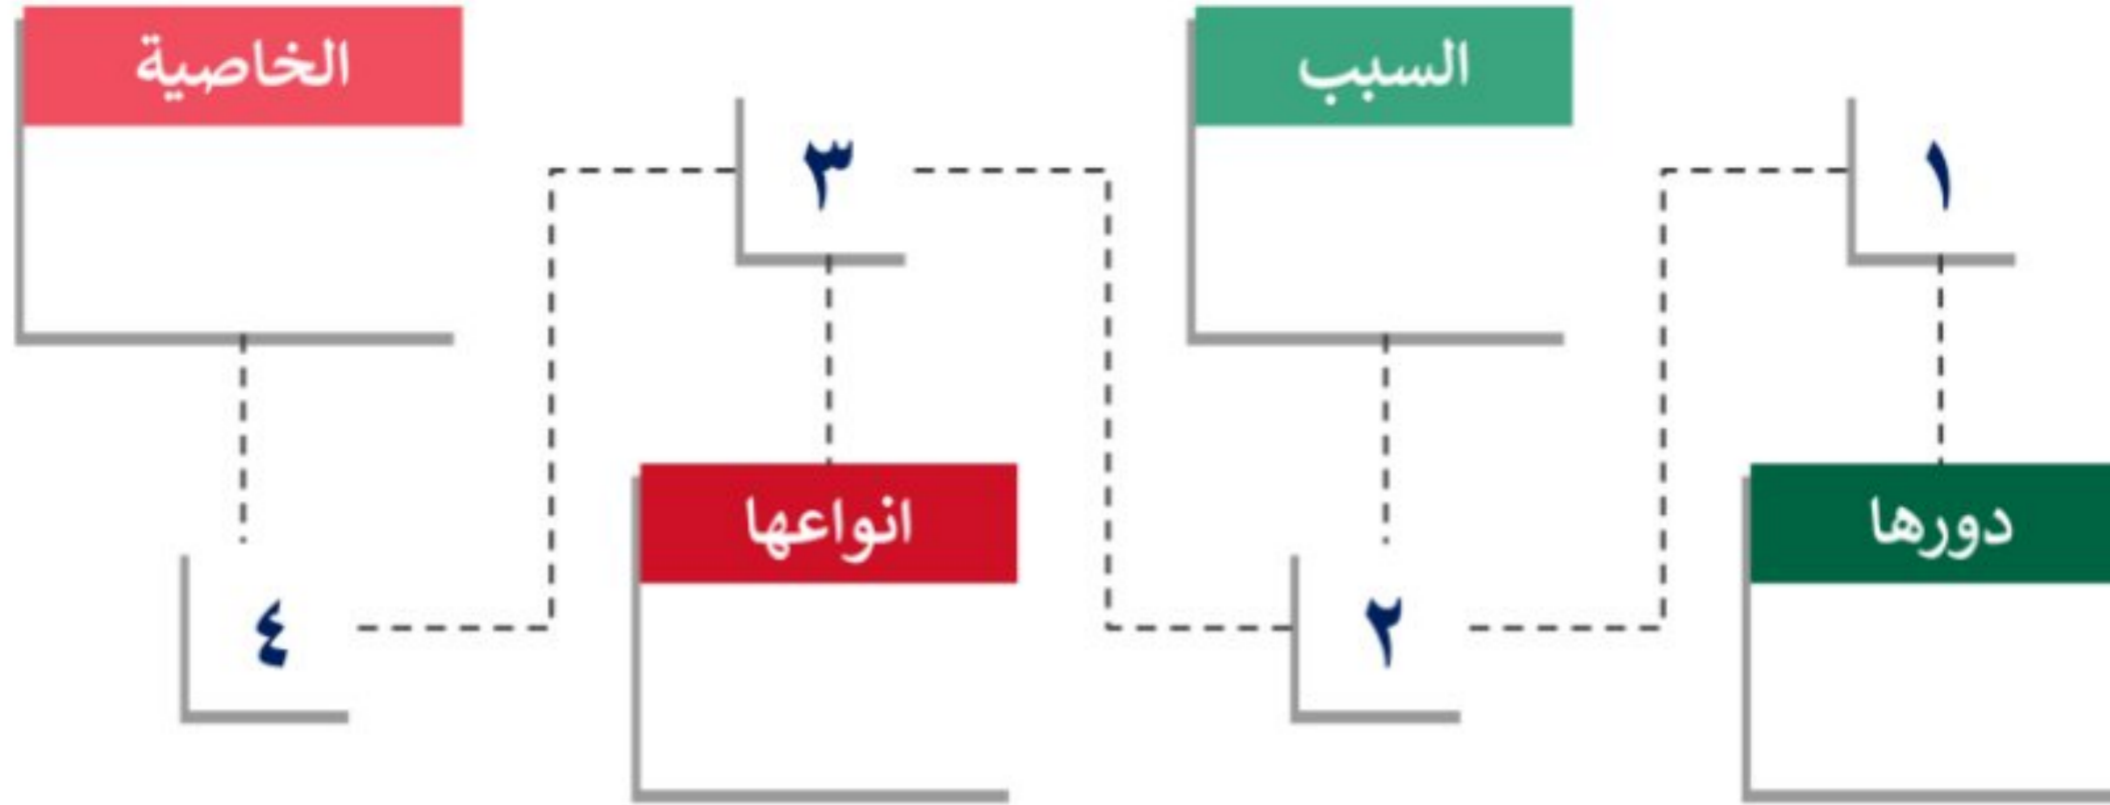 ١
دورها
السبب
٢
٣
انواعها
الخاصية
٤